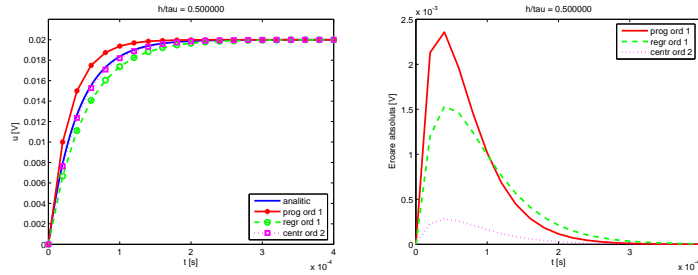 h/tau = 0.500000
0.02
0.018
0.016
0.014
0.012
0.01
0.008
0.006
0.004
0.002
0
u [V]
analitic
prog ord 1
regr ord 1
centr ord 2
0
1
2
3
4
t [s]
x 10⁻⁴
h/tau = 0.500000
x 10⁻³
2.5
2
1.5
1
0.5
0
Eroare absoluta [V]
prog ord 1
regr ord 1
centr ord 2
0
1
2
3
t [s]
x 10⁻⁴